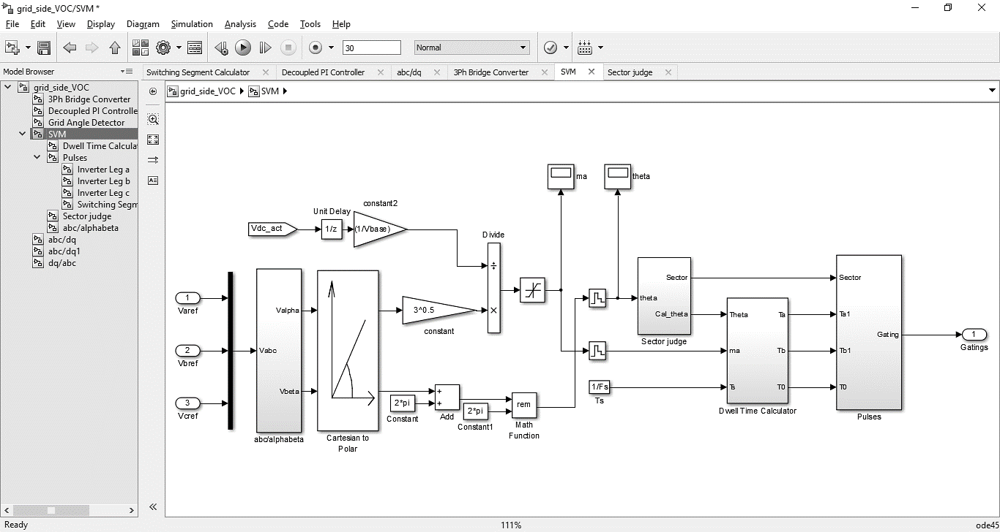 grid_side_VOC/SVM *
File Edit View Display Diagram Simulation Analysis Code Tools Help
30 Normal
Model Browser
Switching Segment Calculator Decoupled PI Controller abc/dq 3Ph Bridge Converter SVM Sector judge
grid_side_VOC SVM
grid_side_VOC
3Ph Bridge Converter
Decoupled PI Controlle
Grid Angle Detector
SVM
Dwell Time Calcula
Pulses
Inverter Leg a
Inverter Leg b
Inverter Leg c
Switching Segm
Sector judge
abc/alphabeta
abc/dq
abc/dq1
dq/abc
ma
theta
constant2
Unit Delay
Vdc_act
1/z
(1/Vbase)
Divide
÷
×
3^0.5
constant
1
Varef
2
Vbref
3
Vcref
Vabc
Valpha
Vbeta
abc/alphabeta
Cartesian to
Polar
2*pi
Constant
+
+
Add
2*pi
Constant1
rem
Math
Function
theta
Sector
Cal_theta
Sector judge
1/Fs
Ts
Theta
ma
Ts
Ta
Tb
T0
Dwell Time Calculator
Sector
Ta1
Tb1
T0
Gating
Pulses
1
Gatings
Ready
111%
ode45